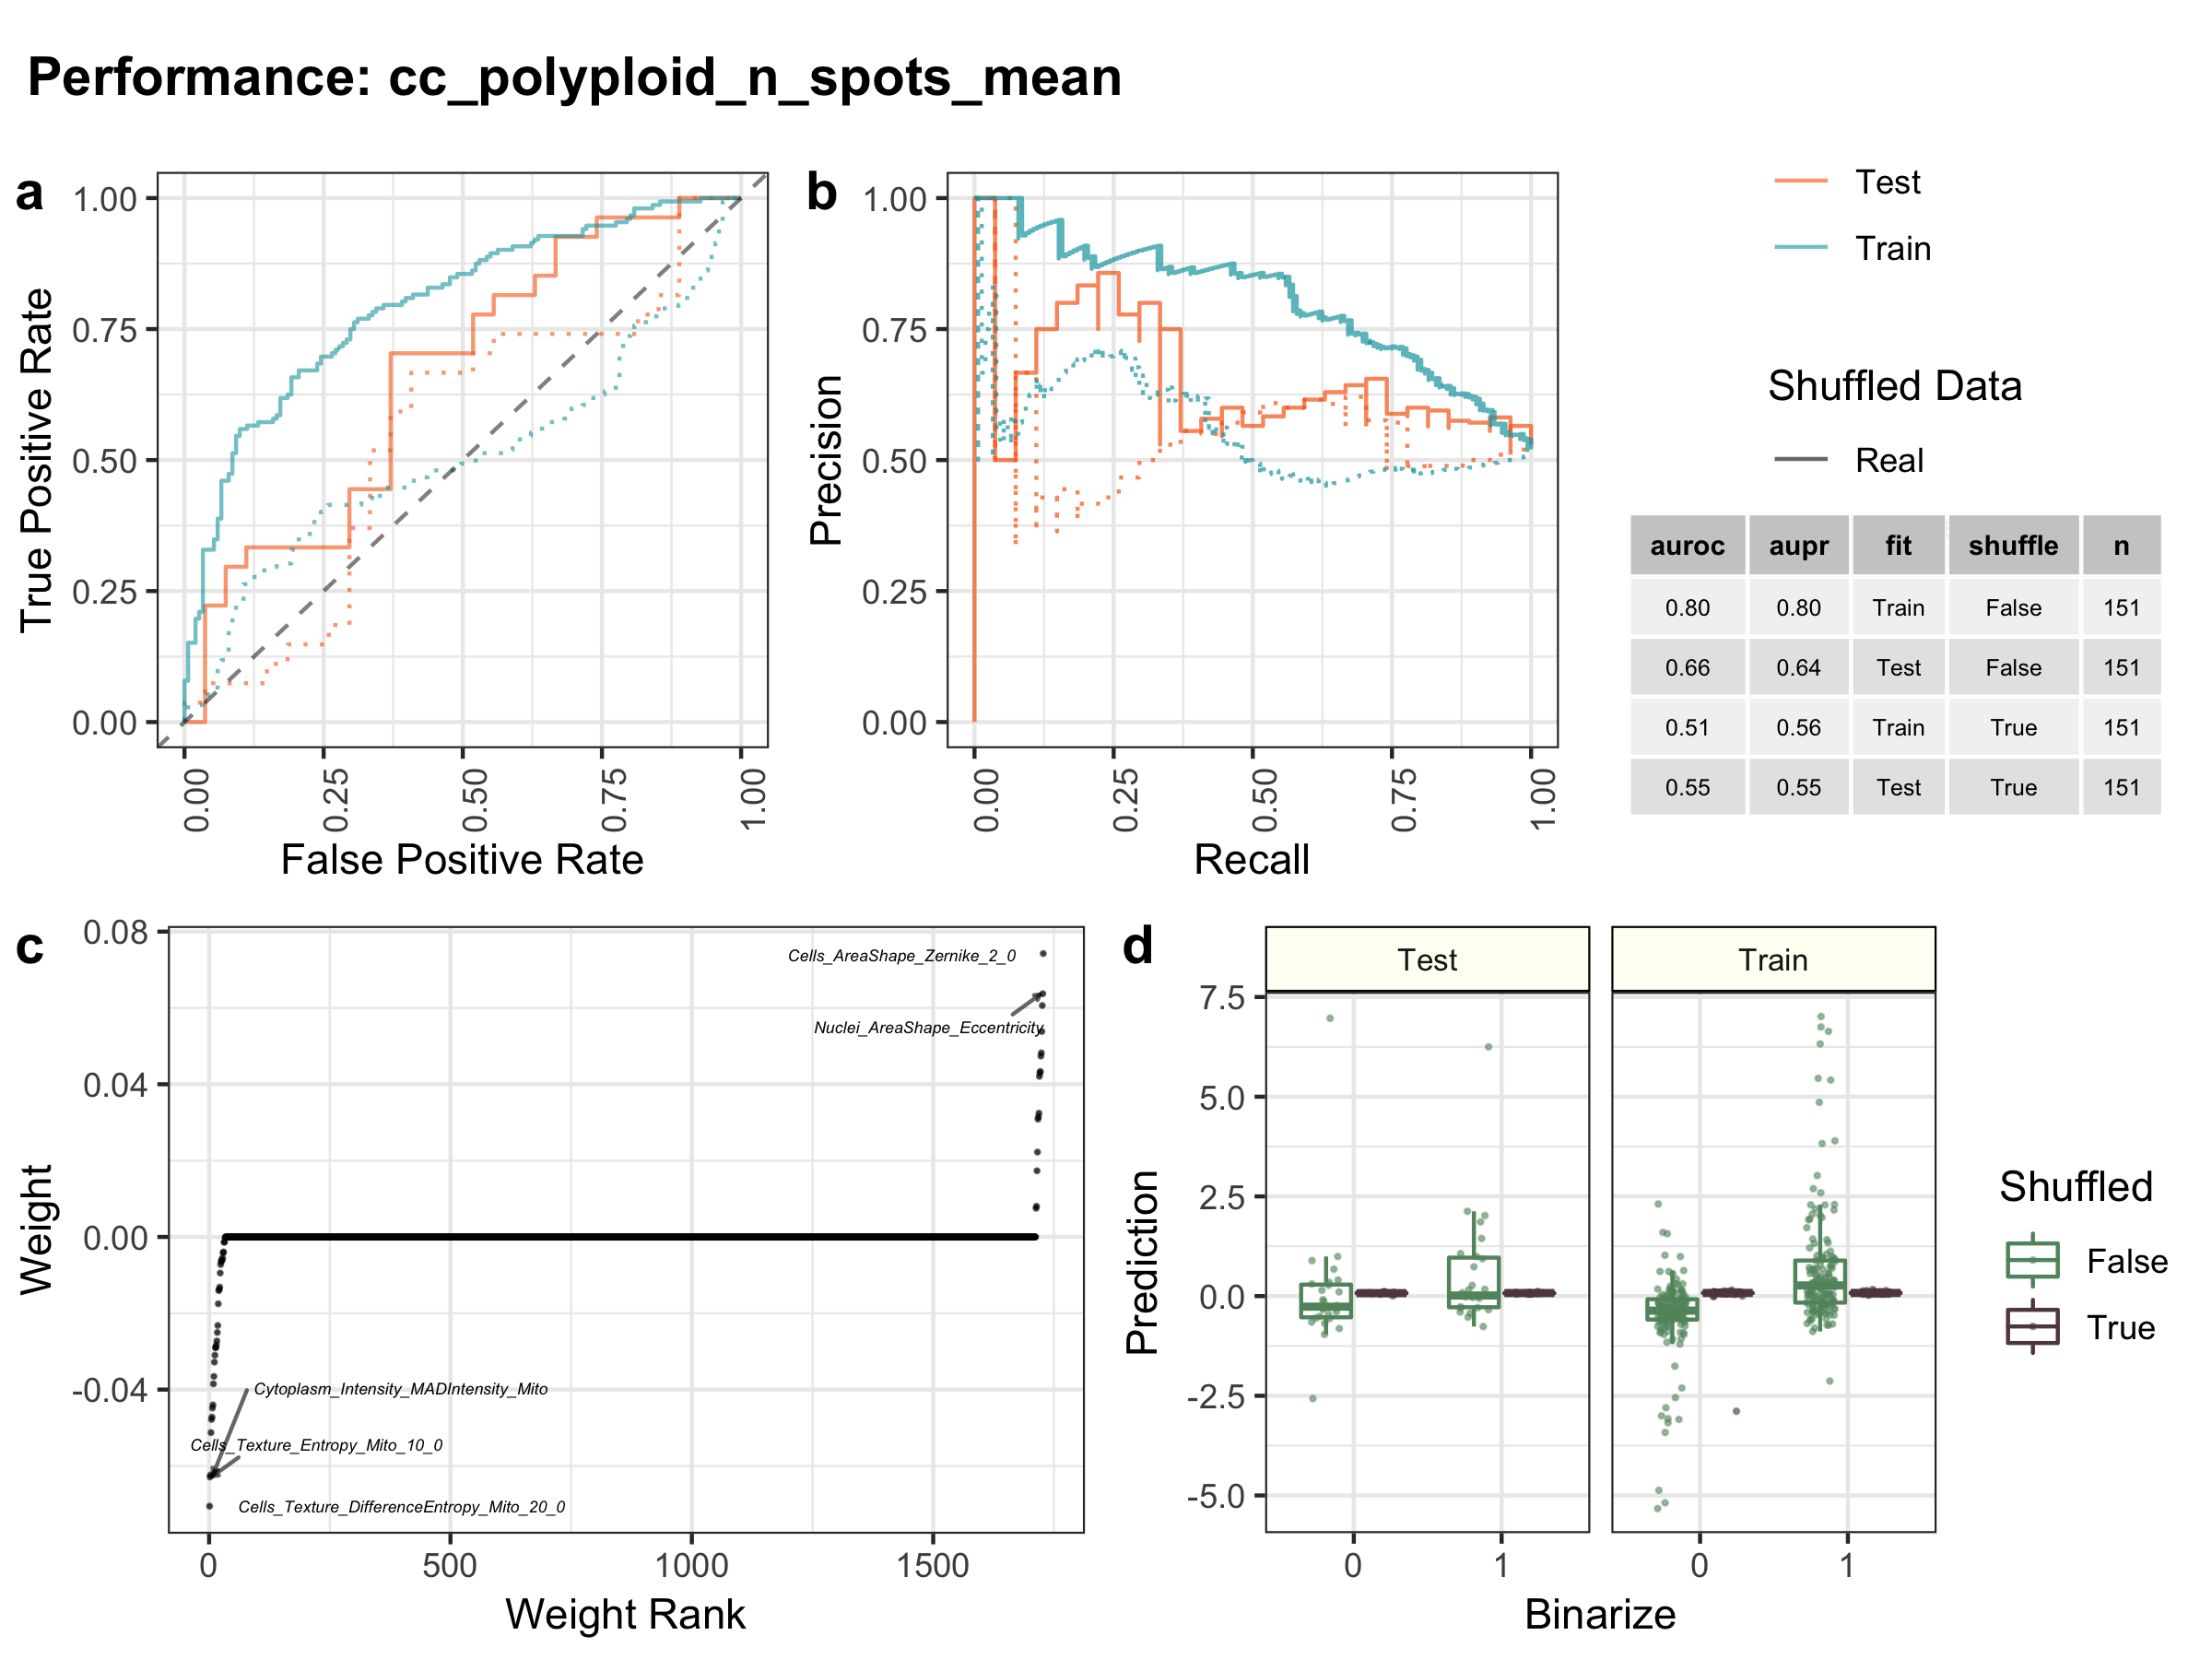 Performance: cc_polyploid_n_spots_mean
a
1.00
0.75
0.50
0.25
0.00
True Positive Rate
0.00
0.25
0.50
0.75
1.00
False Positive Rate
b
1.00
0.75
0.50
0.25
0.00
Precision
0.00
0.25
0.50
0.75
1.00
Recall
Test
Train
Shuffled Data
Real
auroc aupr fit shuffle n
0.80 0.80 Train False 151
0.66 0.64 Test False 151
0.51 0.56 Train True 151
0.55 0.55 Test True 151
c
0.08
0.04
0.00
-0.04
Weight
Cells_AreaShape_Zernike_2_0
Nuclei_AreaShape_Eccentricity
Cytoplasm_Intensity_MADIntensity_Mito
Cells_Texture_Entropy_Mito_10_0
Cells_Texture_DifferenceEntropy_Mito_20_0
0
500
1000
1500
Weight Rank
d
Test
Train
7.5
5.0
2.5
0.0
-2.5
-5.0
Prediction
0
1
0
1
Binarize
Shuffled
False
True